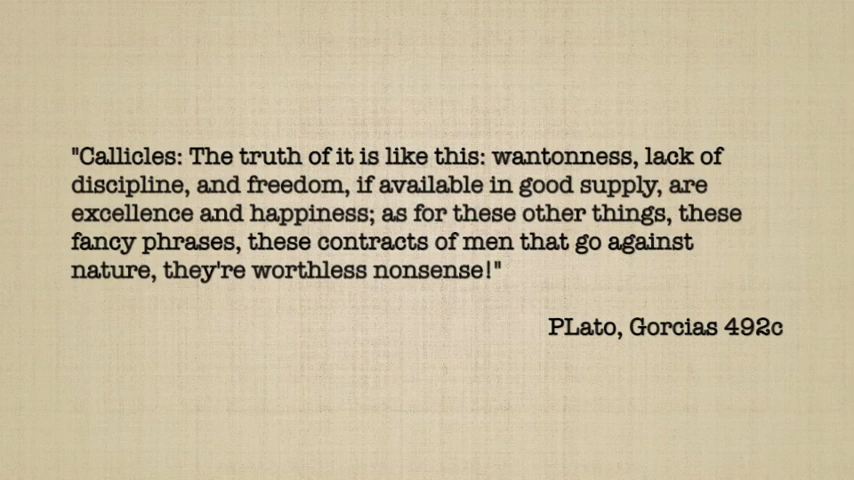 "Callicles: The truth of it is like this: wantonness, lack of
discipline, and freedom, if available in good supply, are
excellence and happiness; as for these other things, these
fancy phrases, these contracts of men that go against
nature, they're worthless nonsense!"
PLato, Gorcias 492c